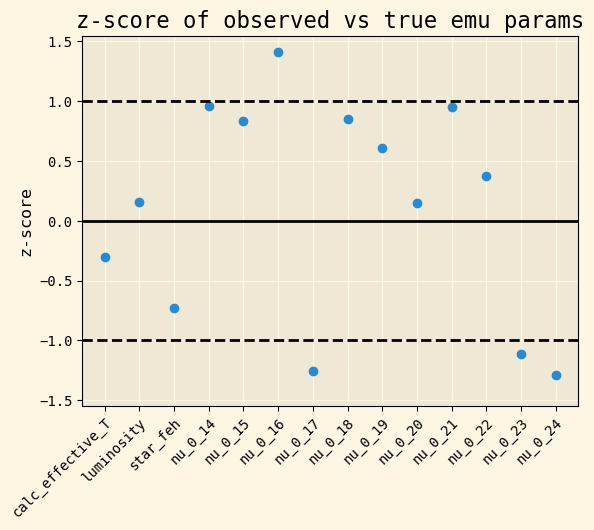 z-score of observed vs true emu params
1.5
1.0
0.5
0.0
−0.5
−1.0
−1.5
z-score
calc_effective_T
luminosity
star_feh
nu_0_14
nu_0_15
nu_0_16
nu_0_17
nu_0_18
nu_0_19
nu_0_20
nu_0_21
nu_0_22
nu_0_23
nu_0_24